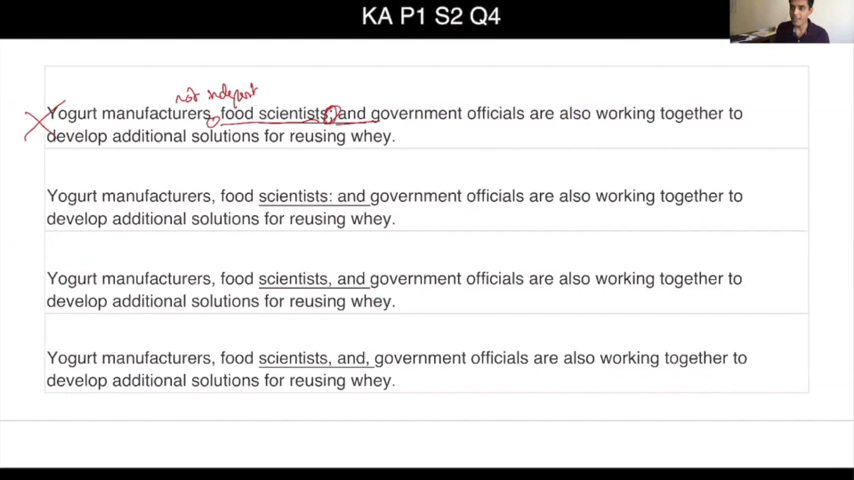 KA P1 S2 Q4
not indepent
Yogurt manufacturers, food scientists; and government officials are also working together to
develop additional solutions for reusing whey.
Yogurt manufacturers, food scientists: and government officials are also working together to
develop additional solutions for reusing whey.
Yogurt manufacturers, food scientists, and government officials are also working together to
develop additional solutions for reusing whey.
Yogurt manufacturers, food scientists, and, government officials are also working together to
develop additional solutions for reusing whey.